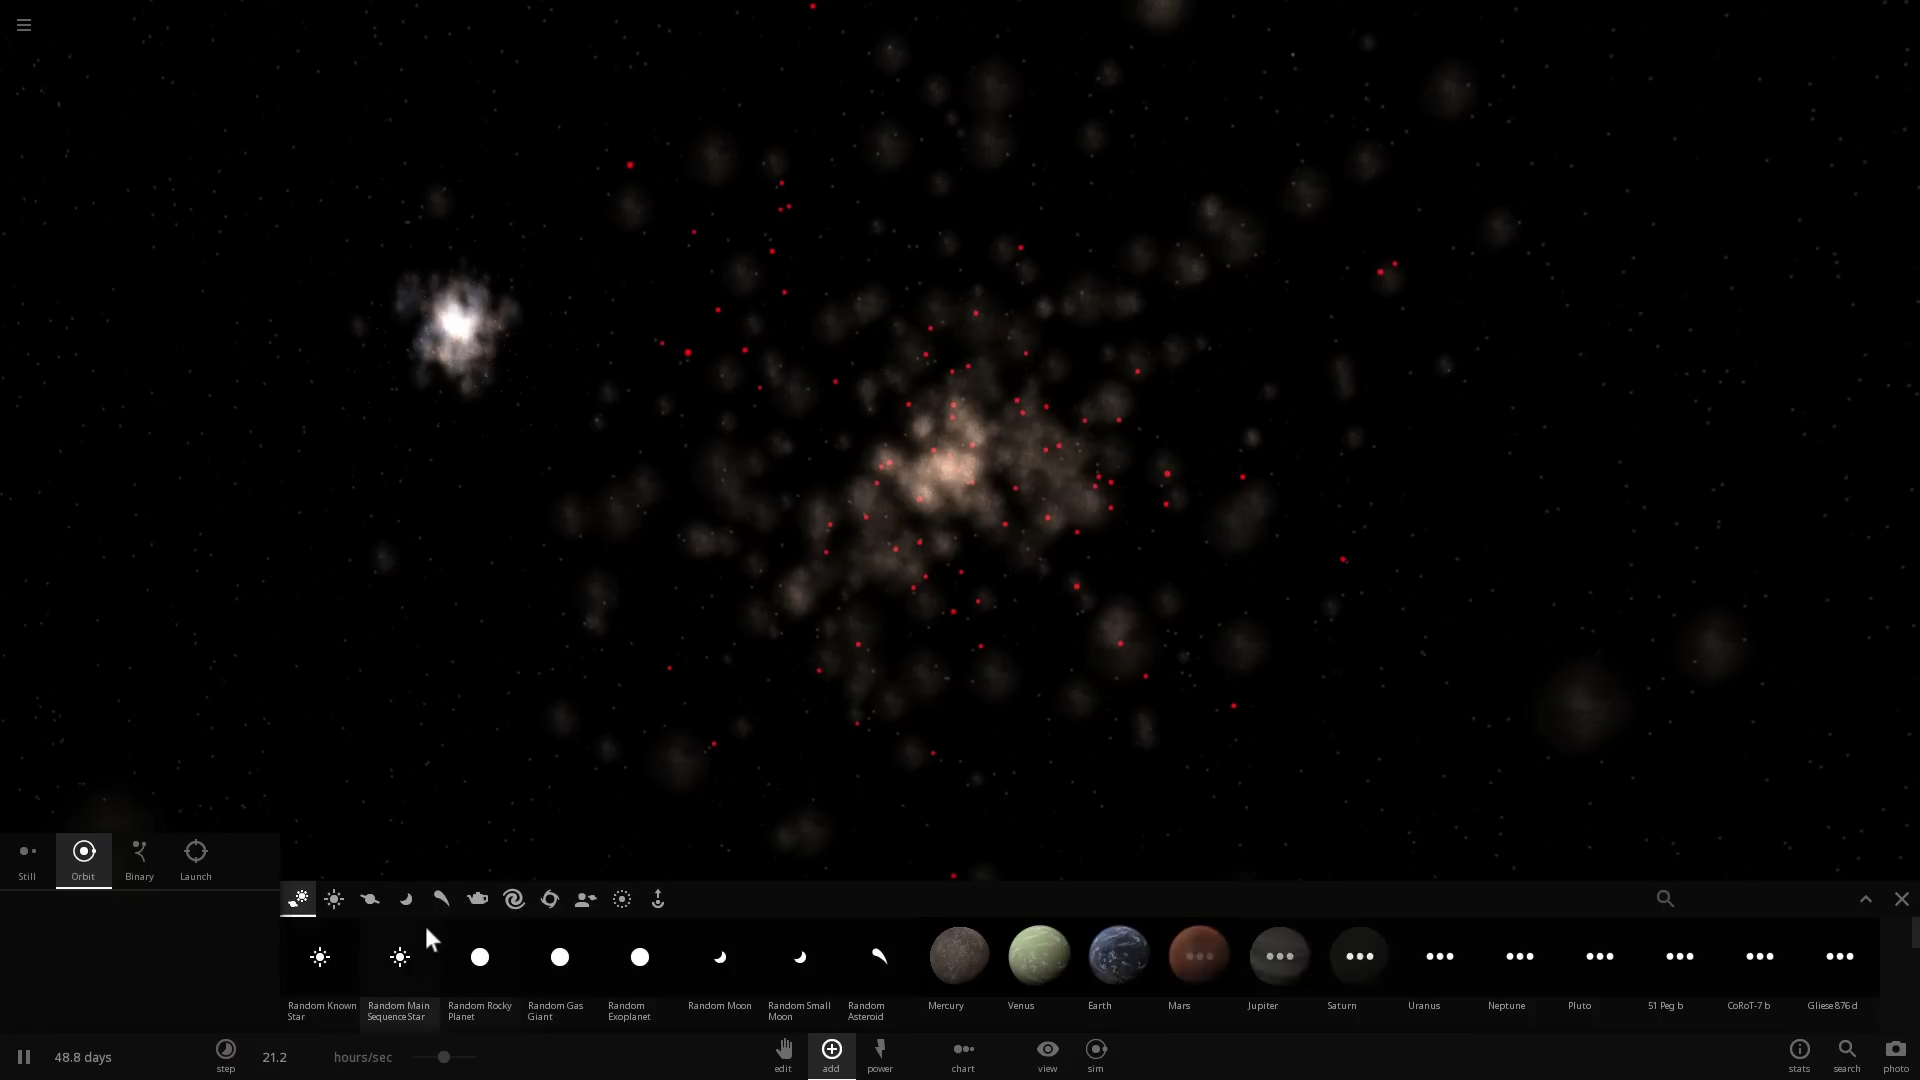 Still
Orbit
Binary
Launch
Random Known
Star
Random Main
Sequence Star
Random Rocky
Planet
Random Gas
Giant
Random
Exoplanet
Random Moon
Random Small
Moon
Random
Asteroid
Mercury
Venus
Earth
Mars
Jupiter
Saturn
Uranus
Neptune
Pluto
51 Peg b
CoRoT-7 b
Gliese 876 d
48.8 days
step
21.2
hours/sec
edit
add
power
chart
view
sim
stats
search
photo